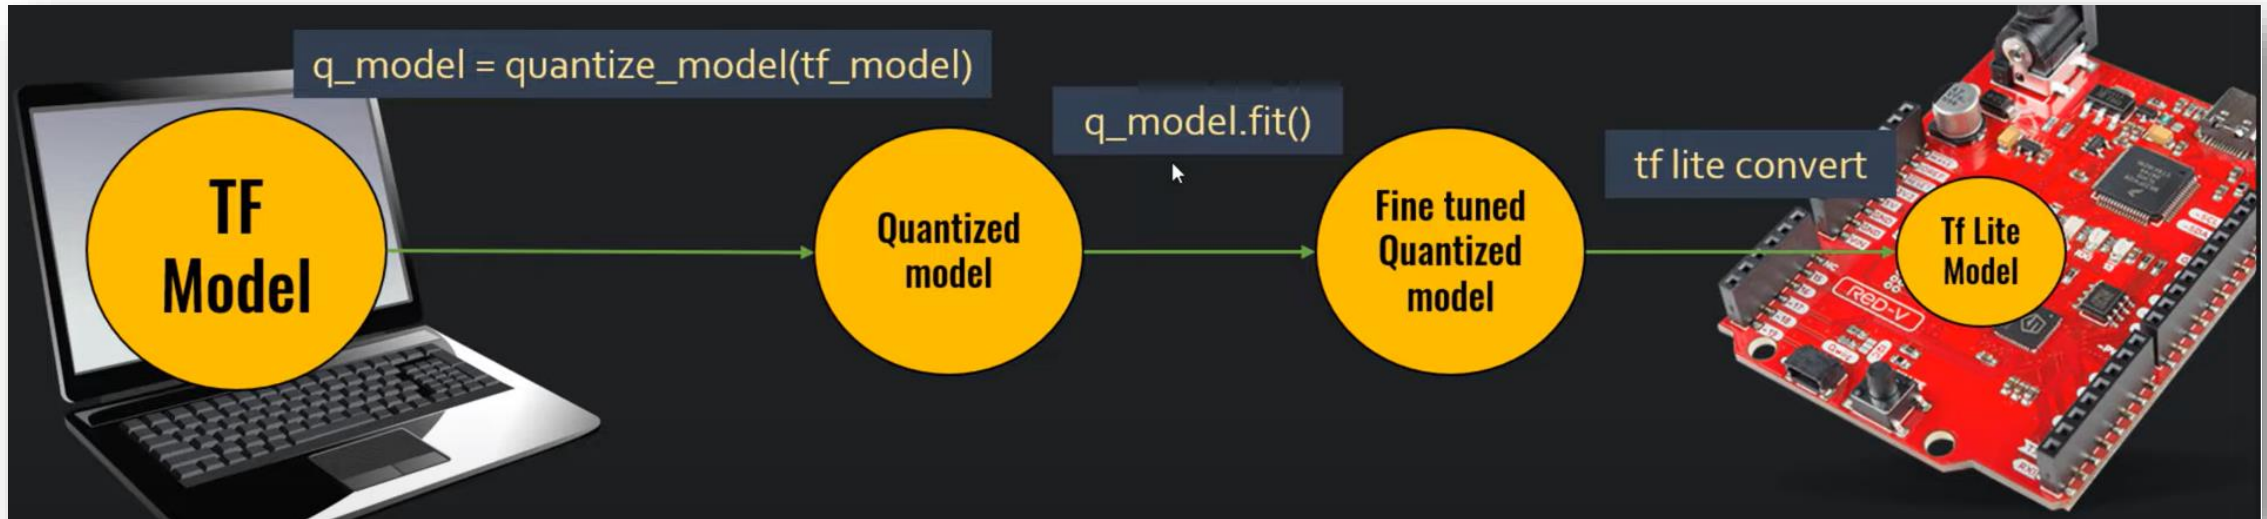 q_model = quantize_model(tf_model)
q_model.fit()
tf lite convert
TF
Model
Quantized
model
Fine tuned
Quantized
model
Tf Lite
Model
RED-V